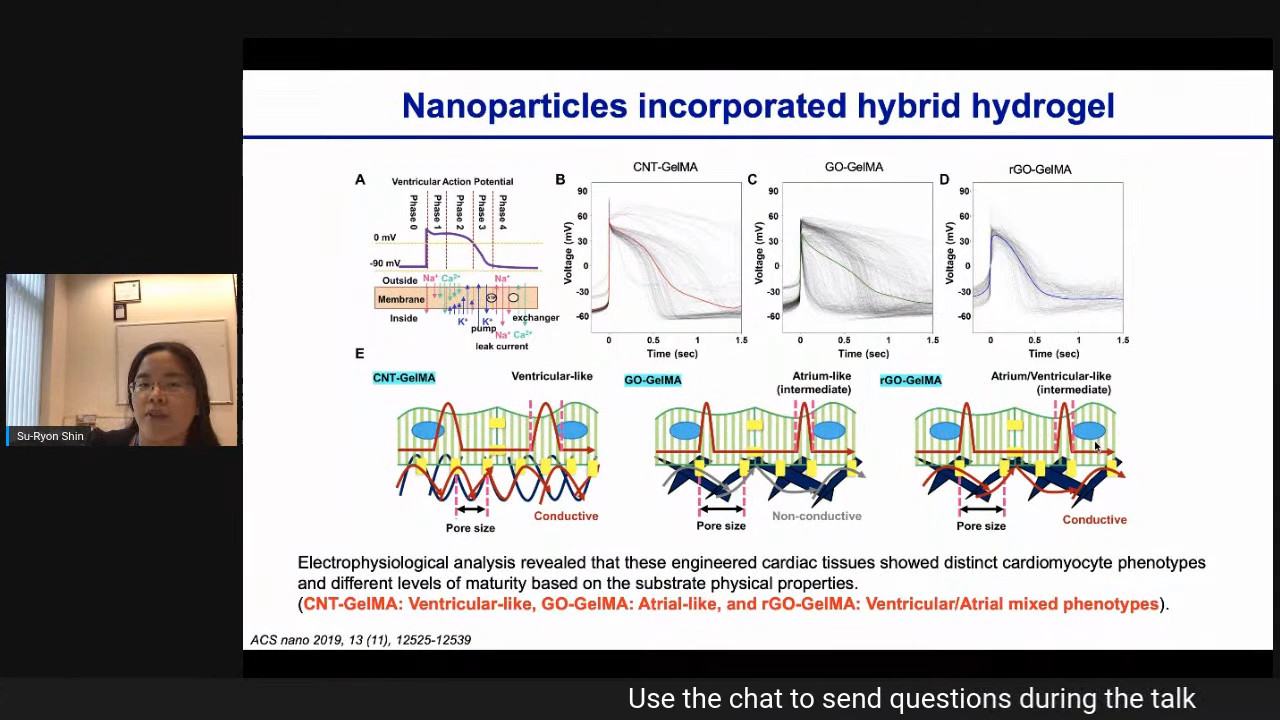 Nanoparticles incorporated hybrid hydrogel
A
Ventricular Action Potential
Phase 0
Phase 1
Phase 2
Phase 3
Phase 4
0 mV
-90 mV
Outside
Na⁺
Ca²⁺
Na⁺
Membrane
Inside
K⁺
K⁺
pump
exchanger
Na⁺
Ca²⁺
leak current
B
CNT-GelMA
Voltage (mV)
90
60
30
0
-30
-60
0 0.5 1 1.5
Time (sec)
C
GO-GelMA
Voltage (mV)
90
60
30
0
-30
-60
0 0.5 1 1.5
Time (sec)
D
rGO-GelMA
Voltage (mV)
90
60
30
0
-30
-60
0 0.5 1 1.5
Time (sec)
E
CNT-GelMA
Ventricular-like
Pore size
Conductive
GO-GelMA
Atrium-like
(intermediate)
Pore size
Non-conductive
rGO-GelMA
Atrium/Ventricular-like
(intermediate)
Pore size
Conductive
Electrophysiological analysis revealed that these engineered cardiac tissues showed distinct cardiomyocyte phenotypes
and different levels of maturity based on the substrate physical properties.
(CNT-GelMA: Ventricular-like, GO-GelMA: Atrial-like, and rGO-GelMA: Ventricular/Atrial mixed phenotypes).
ACS nano 2019, 13 (11), 12525-12539
Su-Ryon Shin
Use the chat to send questions during the talk